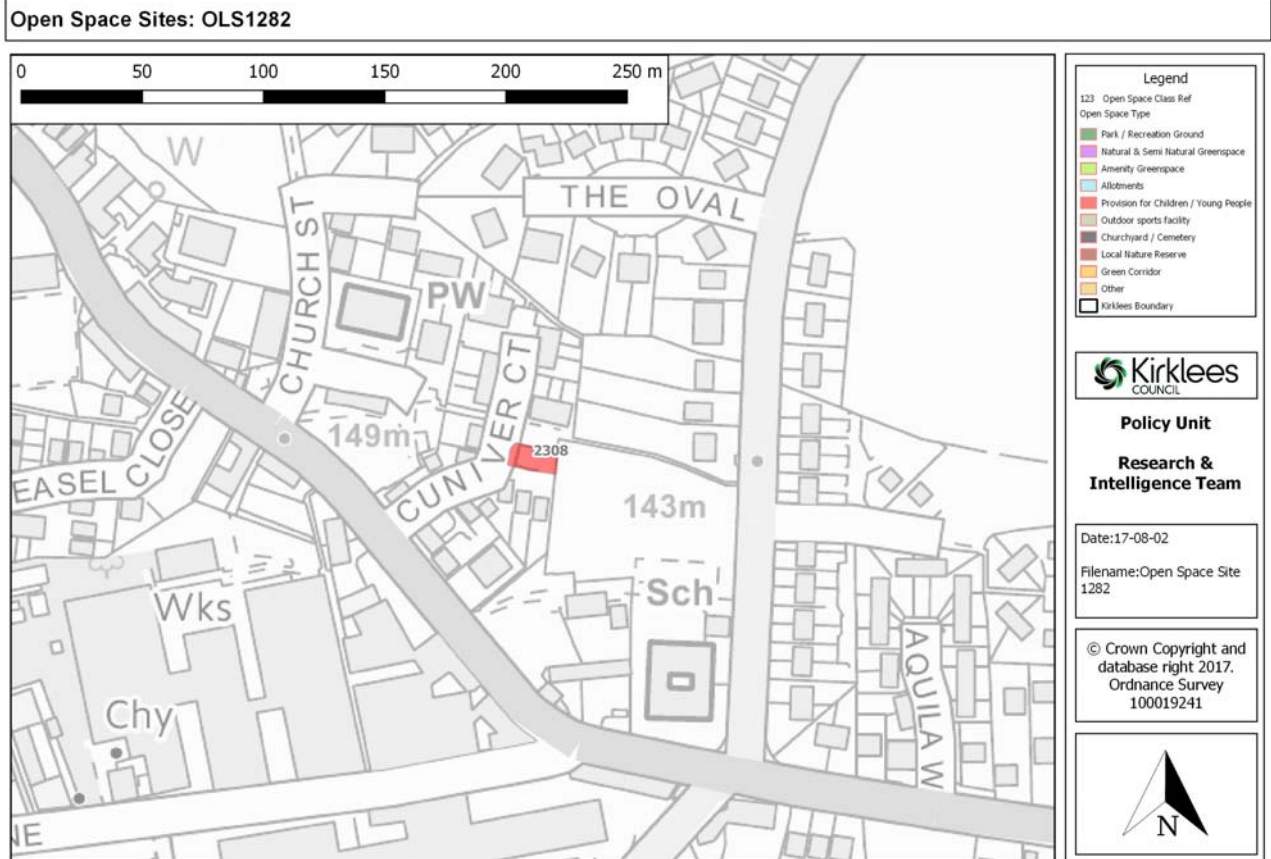 Open Space Sites: OLS1282
0 50 100 150 200 250 m
W
THE OVAL
CHURCH ST
PW
CUNIVER CT
149m
2308
EASEL CLOSE
143m
Wks
Sch
AQUILA W
Chy
NE
Legend
123 Open Space Class Ref
Open Space Type
Park / Recreation Ground
Natural & Semi Natural Greenspace
Amenity Greenspace
Allotments
Provision for Children / Young People
Outdoor sports facility
Churchyard / Cemetery
Local Nature Reserve
Green Corridor
Other
Kirklees Boundary
Kirklees
COUNCIL
Policy Unit
Research &
Intelligence Team
Date:17-08-02
Filename:Open Space Site
1282
© Crown Copyright and
database right 2017.
Ordnance Survey
100019241
N